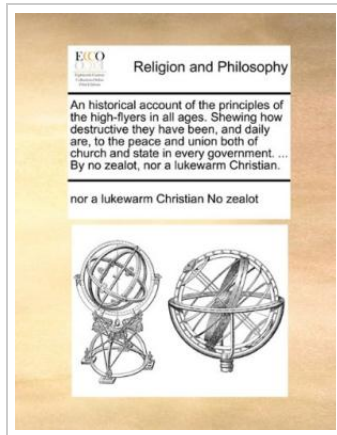 ECCO
Religion and Philosophy
An historical account of the principles of
the high-flyers in all ages. Shewing how
destructive they have been, and daily
are, to the peace and union both of
church and state in every government. ...
By no zealot, nor a lukewarm Christian.
nor a lukewarm Christian No zealot